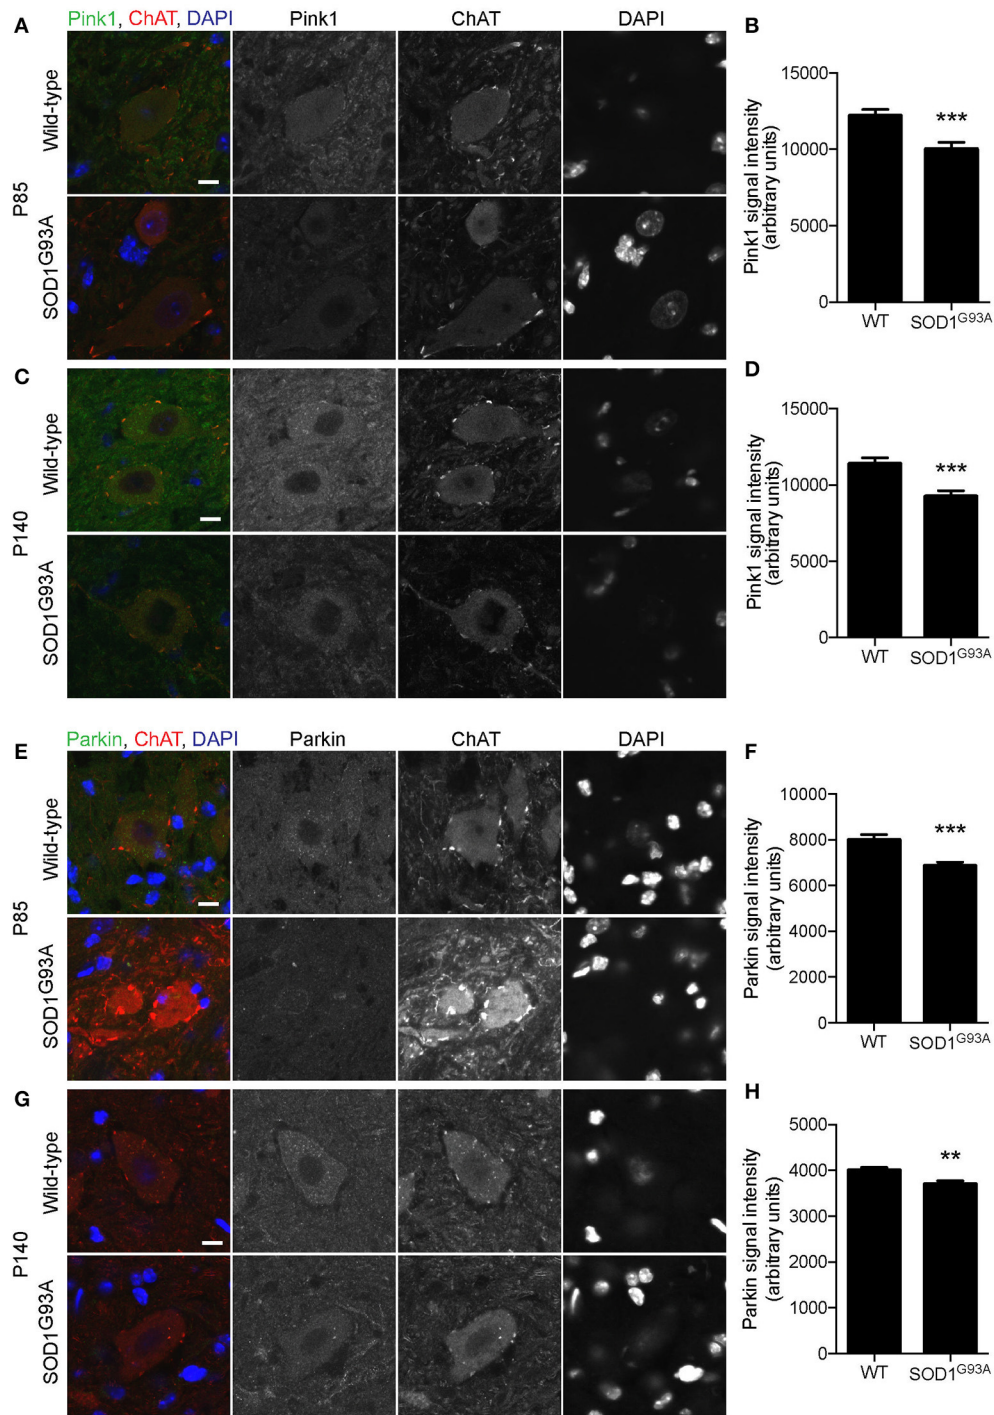 A
Pink1, ChAT, DAPI
Pink1
ChAT
DAPI
P85
Wild-type
SOD1G93A
B
Pink1 signal intensity
(arbitrary units)
15000
10000
5000
0
***
WT
SOD1G93A
C
P140
Wild-type
SOD1G93A
D
Pink1 signal intensity
(arbitrary units)
15000
10000
5000
0
***
WT
SOD1G93A
E
Parkin, ChAT, DAPI
Parkin
ChAT
DAPI
P85
Wild-type
SOD1G93A
F
Parkin signal intensity
(arbitrary units)
10000
8000
6000
4000
2000
0
***
WT
SOD1G93A
G
P140
Wild-type
SOD1G93A
H
Parkin signal intensity
(arbitrary units)
5000
4000
3000
2000
1000
0
**
WT
SOD1G93A